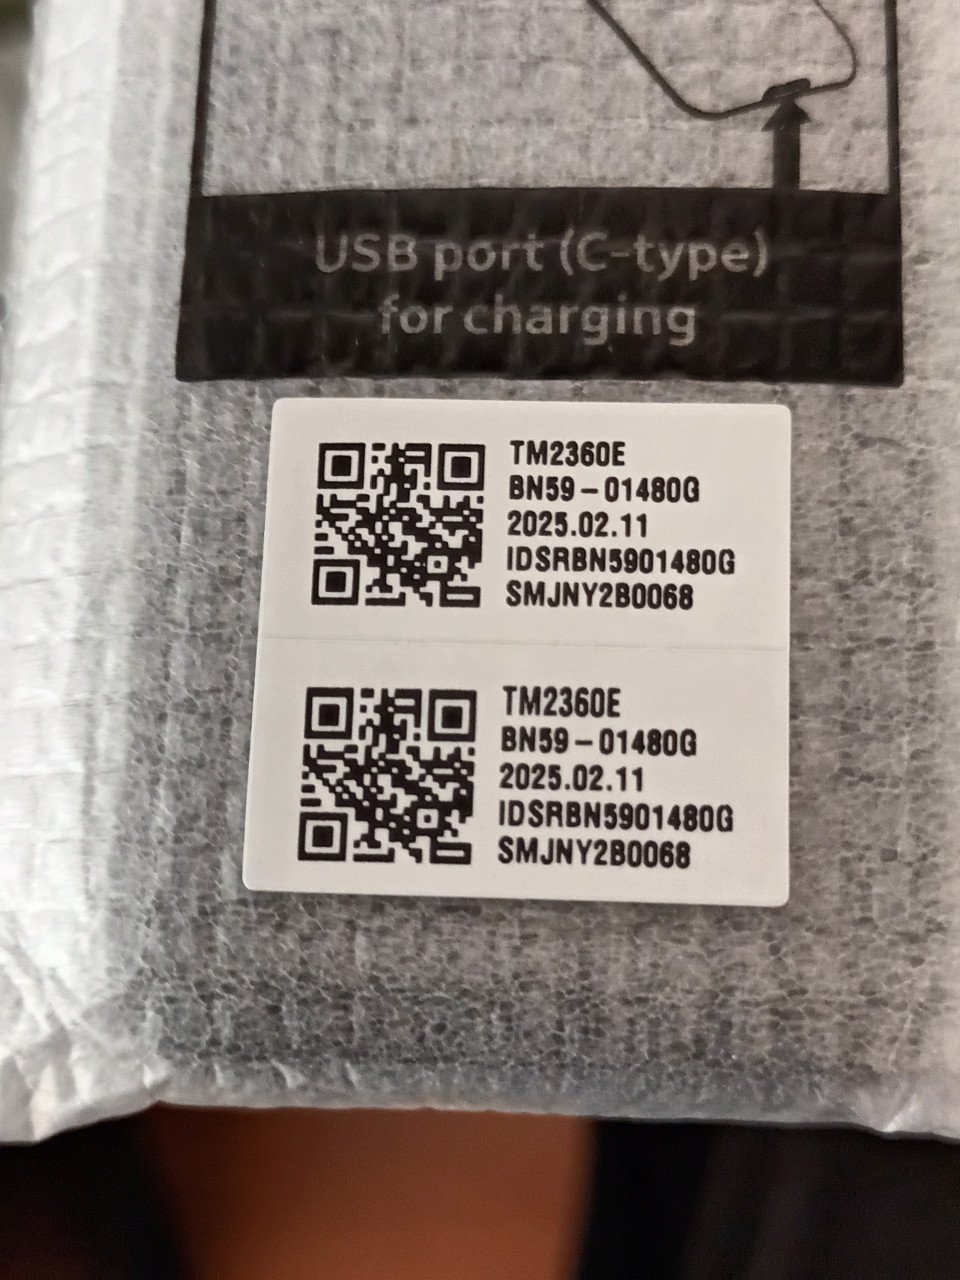 USB port (C-type)
for charging
TM2360E
BN59-01480G
2025.02.11
IDSRBN5901480G
SMJNY2B0068
TM2360E
BN59-01480G
2025.02.11
IDSRBN5901480G
SMJNY2B0068